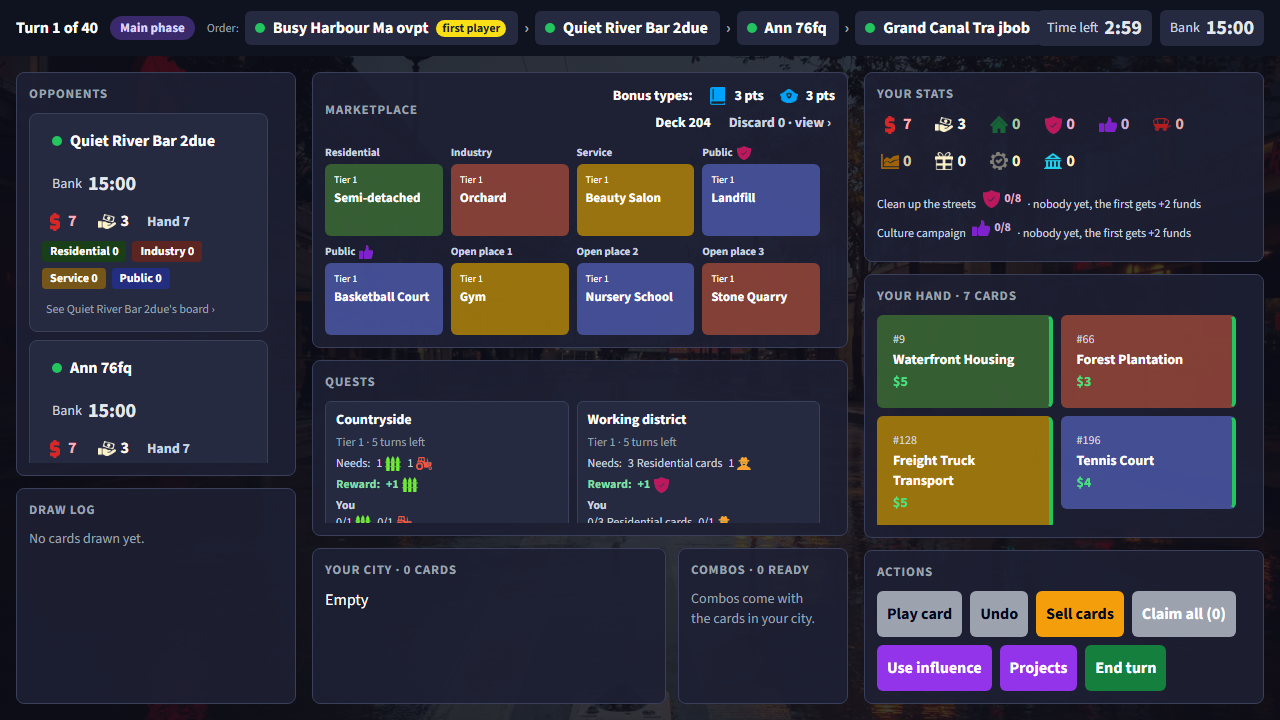 Turn 1 of 40 Main phase Order: Busy Harbour Ma ovpt first player › Quiet River Bar 2due › Ann 76fq › Grand Canal Tra jbob Time left 2:59 Bank 15:00
OPPONENTS
Quiet River Bar 2due
Bank 15:00
7 3 Hand 7
Residential 0 Industry 0
Service 0 Public 0
See Quiet River Bar 2due's board ›
Ann 76fq
Bank 15:00
7 3 Hand 7
DRAW LOG
No cards drawn yet.
MARKETPLACE
Bonus types: 3 pts 3 pts
Deck 204 Discard 0 · view ›
Residential Industry Service Public
Tier 1 Tier 1 Tier 1 Tier 1
Semi-detached Orchard Beauty Salon Landfill
Public Open place 1 Open place 2 Open place 3
Tier 1 Tier 1 Tier 1 Tier 1
Basketball Court Gym Nursery School Stone Quarry
QUESTS
Countryside
Tier 1 · 5 turns left
Needs: 1 1
Reward: +1
You
0/1 0/1
Working district
Tier 1 · 5 turns left
Needs: 3 Residential cards 1
Reward: +1
You
0/3 Residential cards 0/1
YOUR CITY · 0 CARDS
Empty
COMBOS · 0 READY
Combos come with
the cards in your city.
YOUR STATS
7 3 0 0 0 0
0 0 0 0
Clean up the streets 0/8 · nobody yet, the first gets +2 funds
Culture campaign 0/8 · nobody yet, the first gets +2 funds
YOUR HAND · 7 CARDS
#9
Waterfront Housing
$5
#66
Forest Plantation
$3
#128
Freight Truck
Transport
$5
#196
Tennis Court
$4
ACTIONS
Play card Undo Sell cards Claim all (0)
Use influence Projects End turn